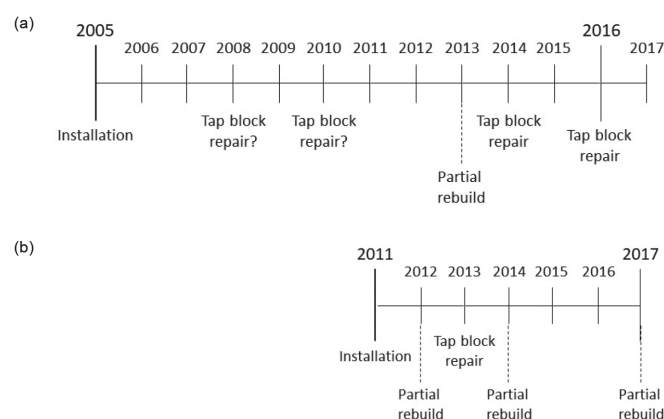 (a)
2005 2006 2007 2008 2009 2010 2011 2012 2013 2014 2015 2016 2017
Installation
Tap block
repair?
Tap block
repair?
Partial
rebuild
Tap block
repair
Tap block
repair
(b)
2011 2012 2013 2014 2015 2016 2017
Installation
Partial
rebuild
Tap block
repair
Partial
rebuild
Partial
rebuild